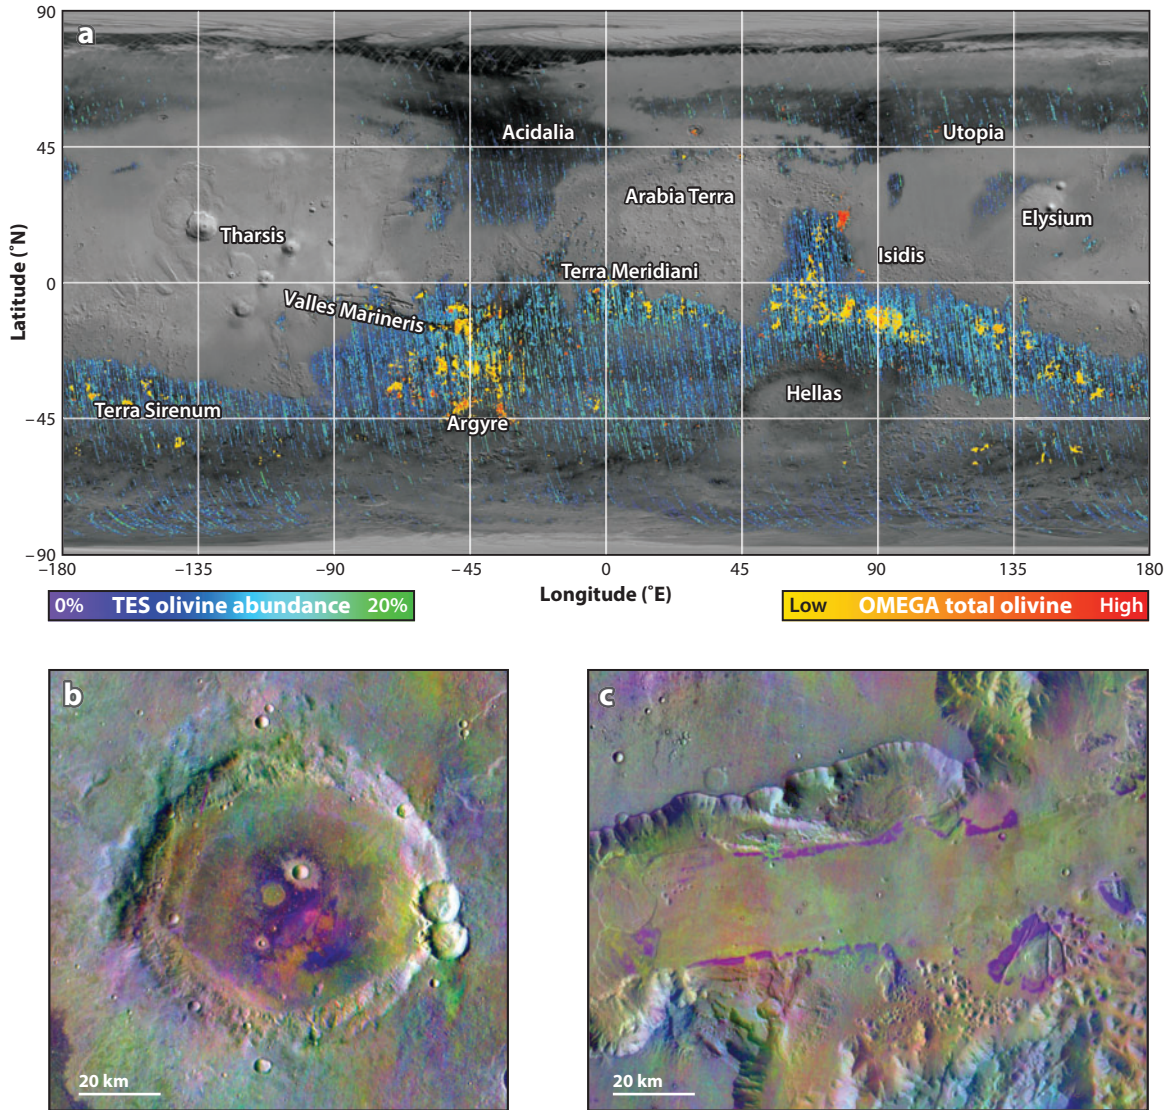 a
90
45
0
−45
−90
Latitude (˚N)
Acidalia
Utopia
Arabia Terra
Tharsis
Elysium
Isidis
Terra Meridiani
Valles Marineris
Hellas
Terra Sirenum
Argyre
−180
−135
−90
−45
0
45
90
135
180
Longitude (˚E)
0% TES olivine abundance 20%
Low OMEGA total olivine High
b
20 km
c
20 km